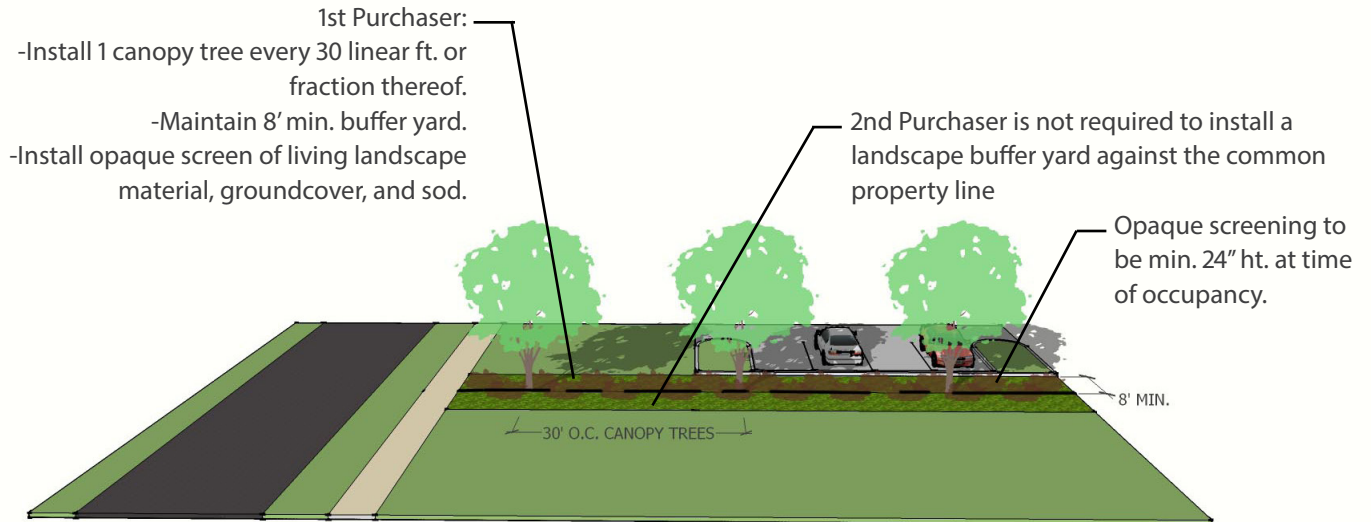 1st Purchaser:
-Install 1 canopy tree every 30 linear ft. or
fraction thereof.
-Maintain 8' min. buffer yard.
-Install opaque screen of living landscape
material, groundcover, and sod.
2nd Purchaser is not required to install a
landscape buffer yard against the common
property line
Opaque screening to
be min. 24” ht. at time
of occupancy.
8' MIN.
30' O.C. CANOPY TREES